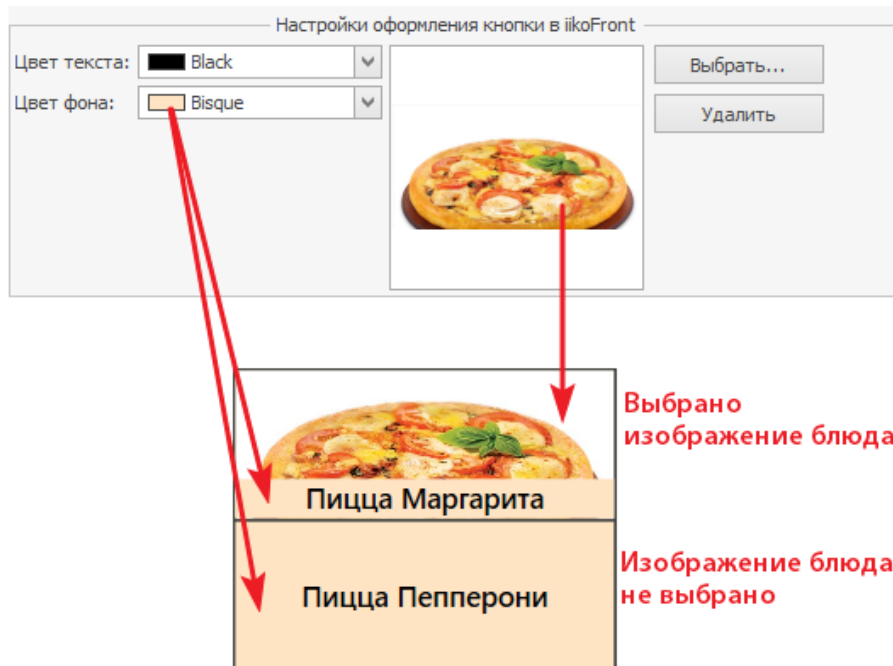 Настройки оформления кнопки в iikoFront
Цвет текста: Black
Выбрать...
Цвет фона: Bisque
Удалить
Выбрано
изображение блюда
Пицца Маргарита
Изображение блюда
не выбрано
Пицца Пепперони